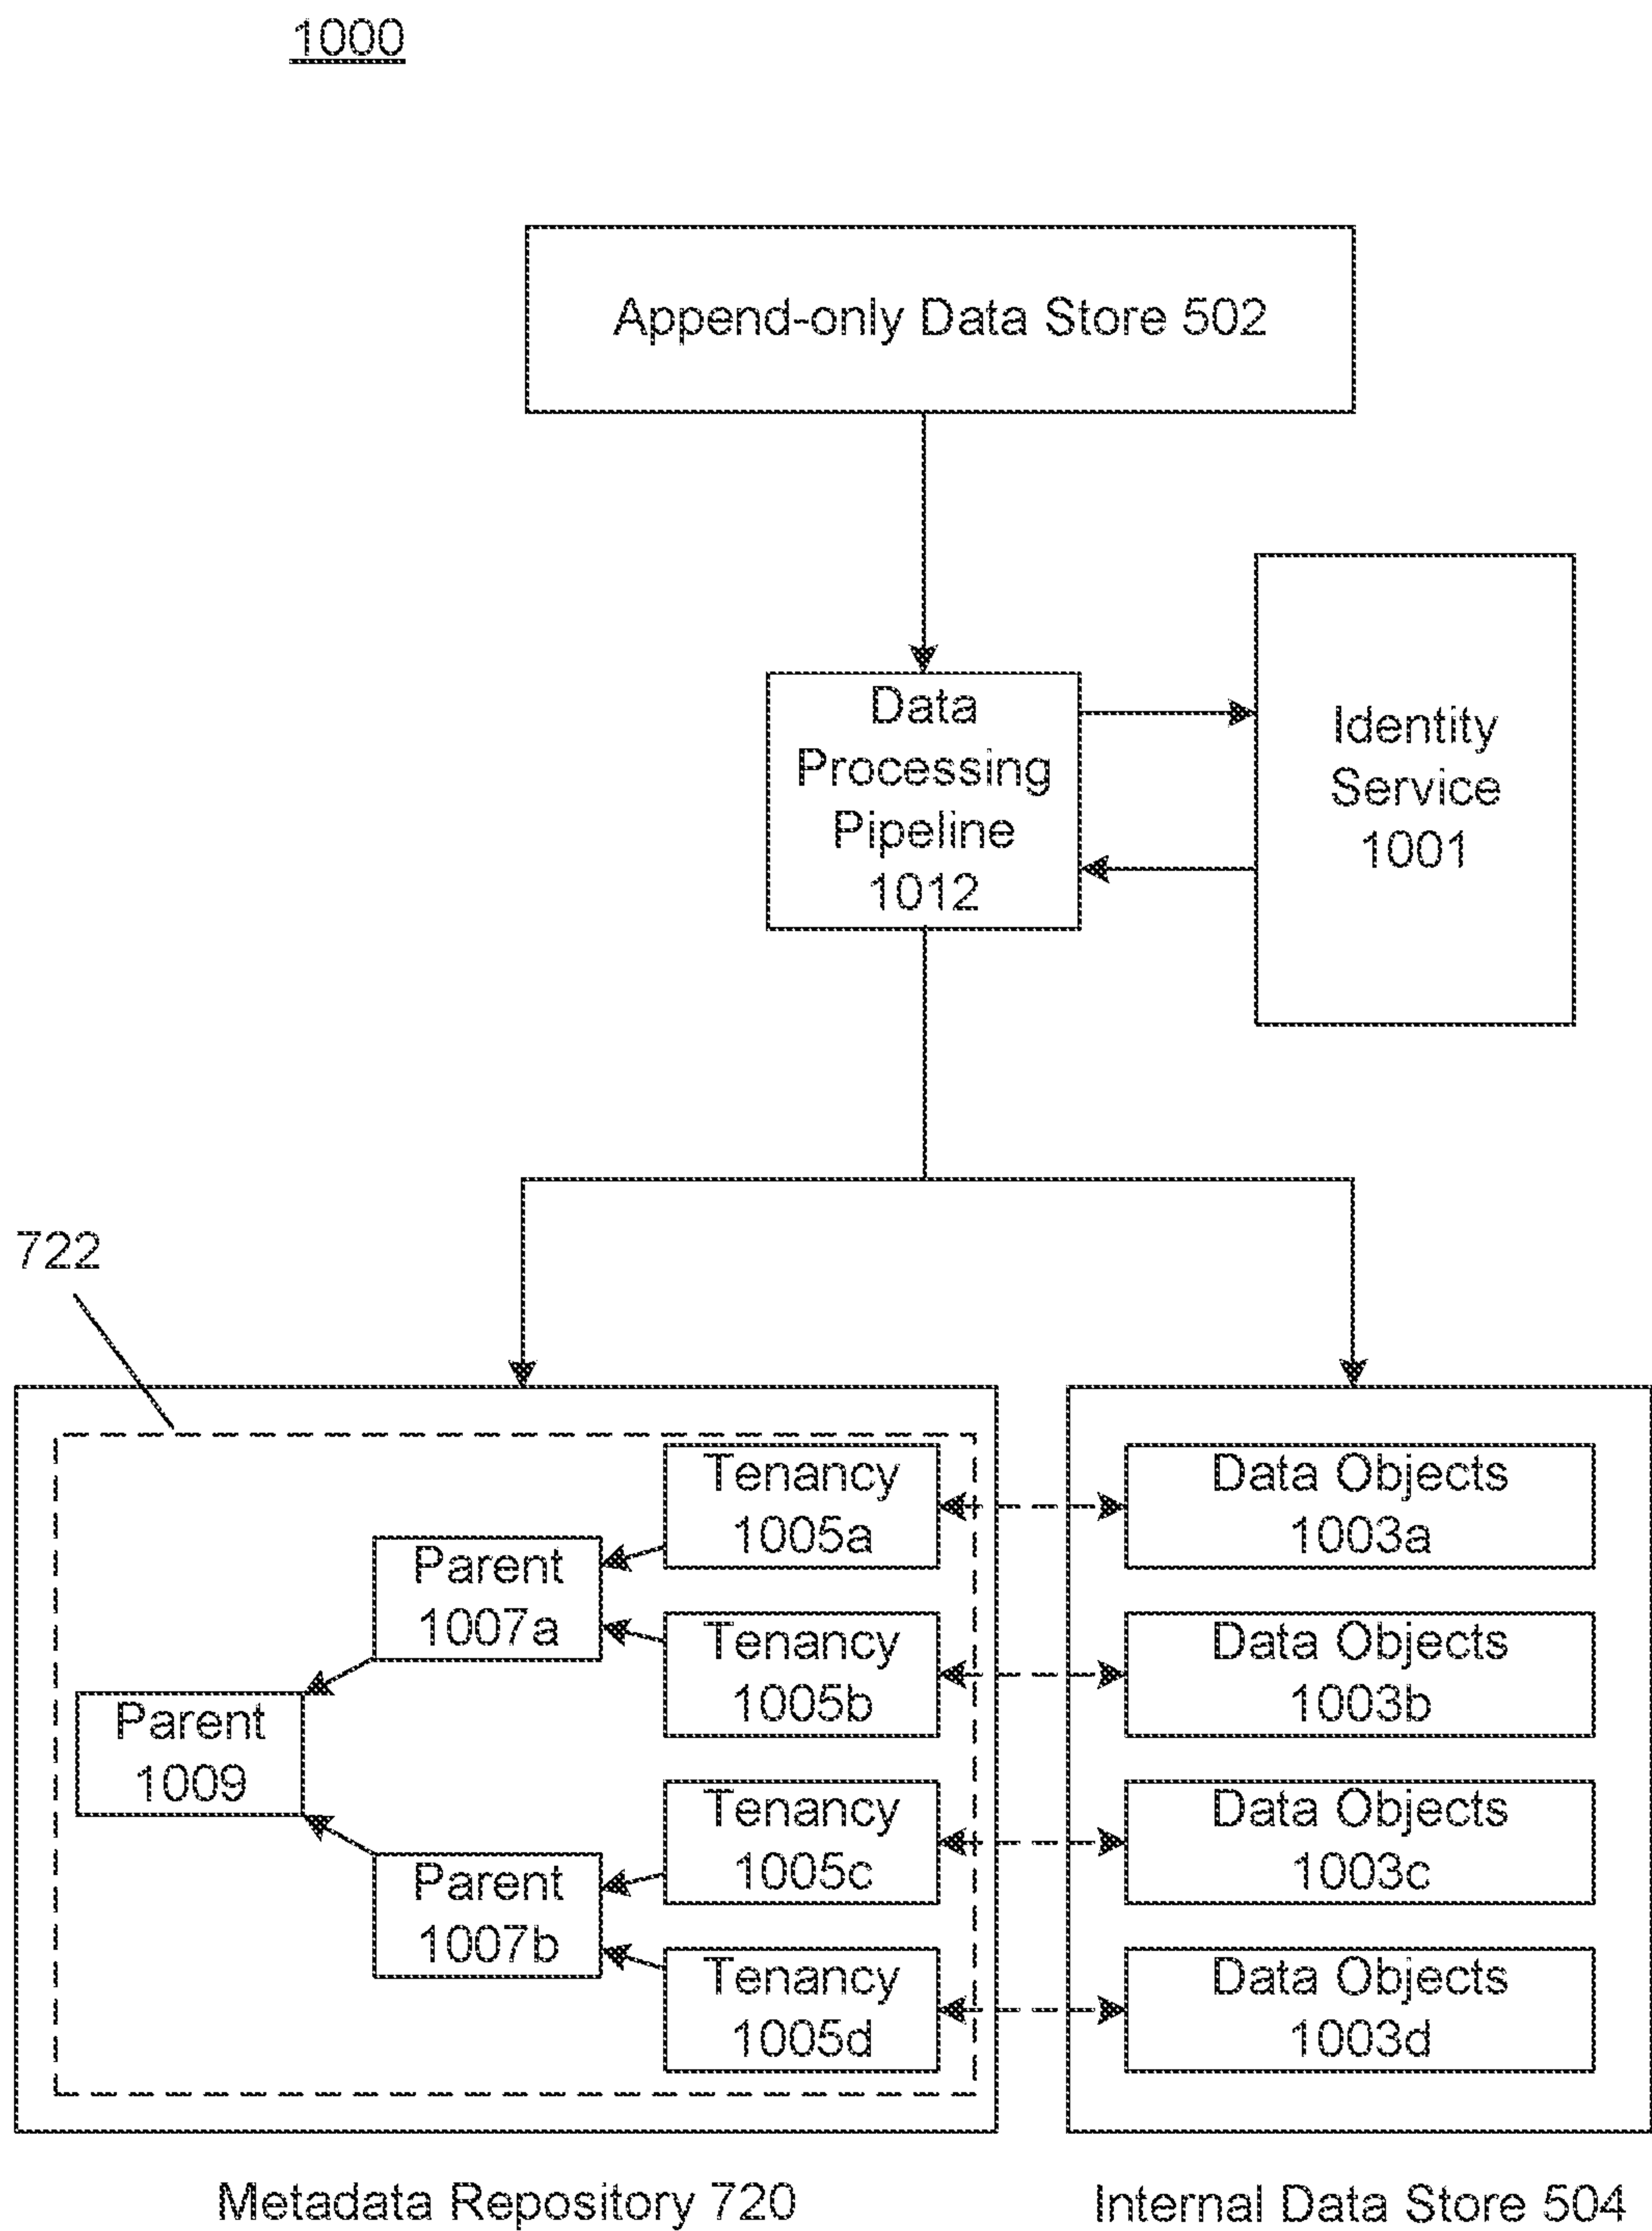 1000
Append-only Data Store 502
Data
Processing
Pipeline
1012
Identity
Service
1001
722
Tenancy
1005a
Data Objects
1003a
Parent
1007a
Tenancy
1005b
Data Objects
1003b
Parent
1009
Tenancy
1005c
Data Objects
1003c
Parent
1007b
Tenancy
1005d
Data Objects
1003d
Metadata Repository 720
Internal Data Store 504